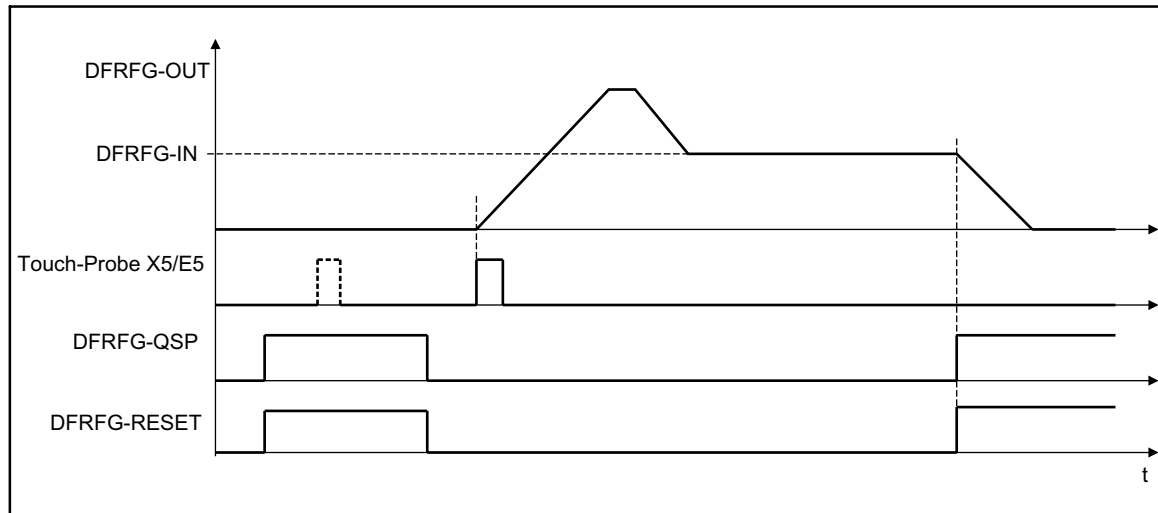 DFRFG-OUT
DFRFG-IN
Touch-Probe X5/E5
DFRFG-QSP
DFRFG-RESET
t